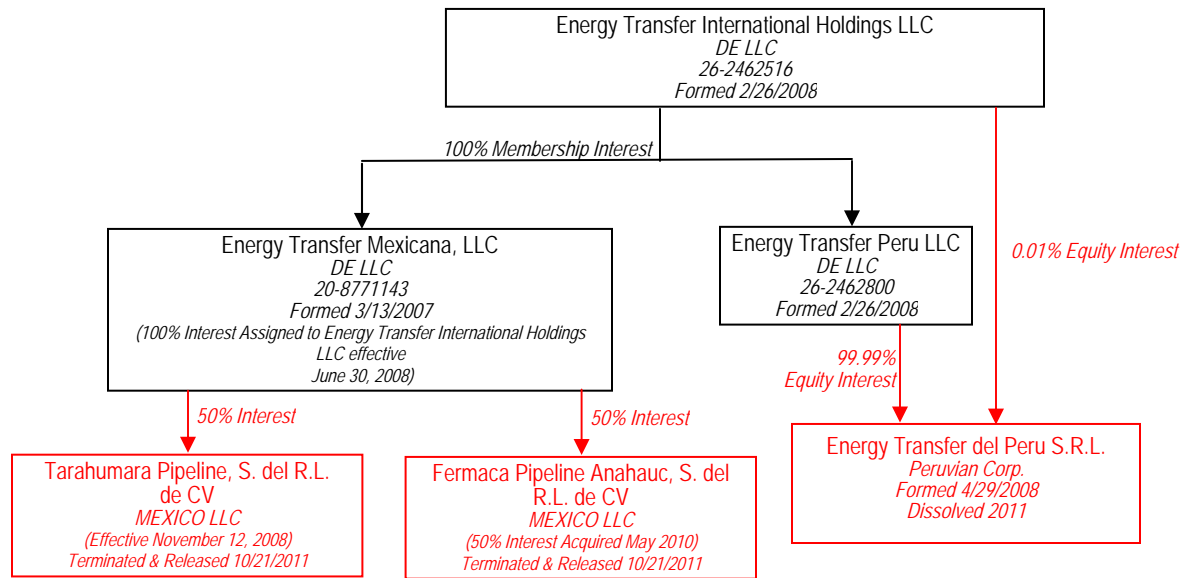 Energy Transfer International Holdings LLC
DE LLC
26-2462516
Formed 2/26/2008
100% Membership Interest
Energy Transfer Mexicana, LLC
DE LLC
20-8771143
Formed 3/13/2007
(100% Interest Assigned to Energy Transfer International Holdings
LLC effective
June 30, 2008)
Energy Transfer Peru LLC
DE LLC
26-2462800
Formed 2/26/2008
0.01% Equity Interest
99.99%
Equity Interest
50% Interest
50% Interest
Tarahumara Pipeline, S. del R.L.
de CV
MEXICO LLC
(Effective November 12, 2008)
Terminated & Released 10/21/2011
Fermaca Pipeline Anahauc, S. del
R.L. de CV
MEXICO LLC
(50% Interest Acquired May 2010)
Terminated & Released 10/21/2011
Energy Transfer del Peru S.R.L.
Peruvian Corp.
Formed 4/29/2008
Dissolved 2011